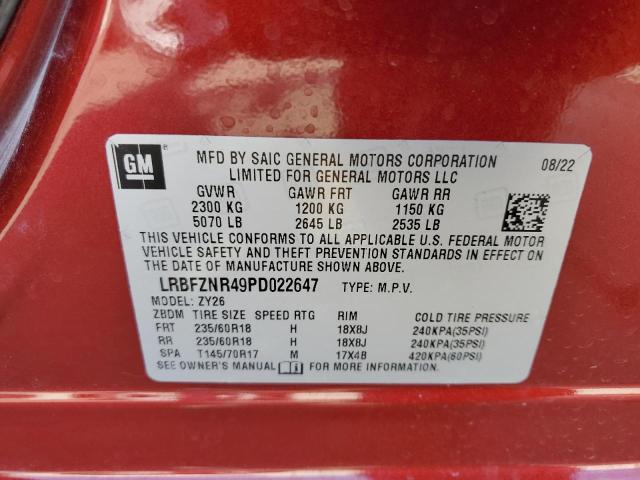 GM
MFD BY SAIC GENERAL MOTORS CORPORATION 08/22
LIMITED FOR GENERAL MOTORS LLC
GVWR GAWR FRT GAWR RR
2300 KG 1200 KG 1150 KG
5070 LB 2645 LB 2535 LB
THIS VEHICLE CONFORMS TO ALL APPLICABLE U.S. FEDERAL MOTOR
VEHICLE SAFETY AND THEFT PREVENTION STANDARDS IN EFFECT ON
DATE OF MANUFACTURE SHOWN ABOVE.
LRBFZNR49PD022647 TYPE: M.P.V.
MODEL: ZY26
ZBDM TIRE SIZE SPEED RTG RIM COLD TIRE PRESSURE
FRT 235/60R18 H 18X8J 240KPA(35PSI)
RR 235/60R18 H 18X8J 240KPA(35PSI)
SPA T145/70R17 M 17X4B 420KPA(60PSI)
SEE OWNER'S MANUAL FOR MORE INFORMATION.